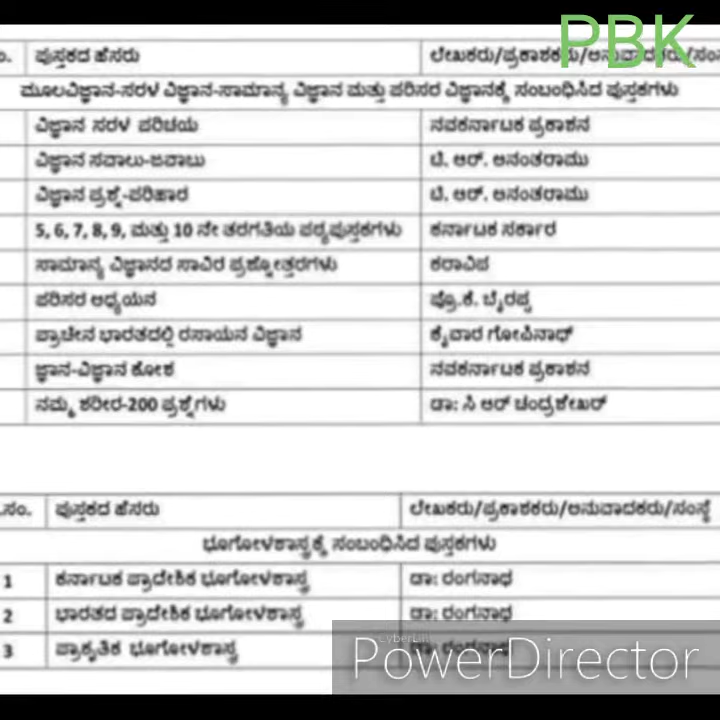 PBK
ಪುಸ್ತಕದ ಹೆಸರು ಲೇಖಕರು/ಪ್ರಕಾಶಕರು/ಅನುವಾದಕರು/ಸಂ
ಮೂಲವಿಜ್ಞಾನ-ಸರಳ ವಿಜ್ಞಾನ-ಸಾಮಾನ್ಯ ವಿಜ್ಞಾನ ಮತ್ತು ಪರಿಸರ ವಿಜ್ಞಾನಕ್ಕೆ ಸಂಬಂಧಿಸಿದ ಪುಸ್ತಕಗಳು
ವಿಜ್ಞಾನ ಸರಳ ಪರಿಚಯ ನವಕರ್ನಾಟಕ ಪ್ರಕಾಶನ
ವಿಜ್ಞಾನ ಸವಾಲು-ಜವಾಬು ಟಿ. ಆರ್. ಅನಂತರಾಮು
ವಿಜ್ಞಾನ ಪ್ರಶ್ನೆ-ಪರಿಹಾರ ಟಿ. ಆರ್. ಅನಂತರಾಮು
5, 6, 7, 8, 9, ಮತ್ತು 10 ನೇ ತರಗತಿಯ ಪಠ್ಯಪುಸ್ತಕಗಳು ಕರ್ನಾಟಕ ಸರ್ಕಾರ
ಸಾಮಾನ್ಯ ವಿಜ್ಞಾನದ ಸಾವಿರ ಪ್ರಶ್ನೋತ್ತರಗಳು ಕರಾವಿಪ
ಪರಿಸರ ಅಧ್ಯಯನ ಪ್ರೊ.ಕೆ. ಬೈರಪ್ಪ
ಪ್ರಾಚೀನ ಭಾರತದಲ್ಲಿ ರಸಾಯನ ವಿಜ್ಞಾನ ಕೈವಾರ ಗೋಪಿನಾಥ್
ಜ್ಞಾನ-ವಿಜ್ಞಾನ ಕೋಶ ನವಕರ್ನಾಟಕ ಪ್ರಕಾಶನ
ನಮ್ಮ ಶರೀರ-200 ಪ್ರಶ್ನೆಗಳು ಡಾ: ಸಿ ಆರ್ ಚಂದ್ರಶೇಖರ್
.ಸಂ. ಪುಸ್ತಕದ ಹೆಸರು ಲೇಖಕರು/ಪ್ರಕಾಶಕರು/ಅನುವಾದಕರು/ಸಂಸ್ಥೆ
ಭೂಗೋಳಶಾಸ್ತ್ರಕ್ಕೆ ಸಂಬಂಧಿಸಿದ ಪುಸ್ತಕಗಳು
1 ಕರ್ನಾಟಕ ಪ್ರಾದೇಶಿಕ ಭೂಗೋಳಶಾಸ್ತ್ರ ಡಾ: ರಂಗನಾಥ
2 ಭಾರತದ ಪ್ರಾದೇಶಿಕ ಭೂಗೋಳಶಾಸ್ತ್ರ ಡಾ: ರಂಗನಾಥ
3 ಪ್ರಾಕೃತಿಕ ಭೂಗೋಳಶಾಸ್ತ್ರ ಡಾ: ರಂಗನಾಥ
PowerDirector